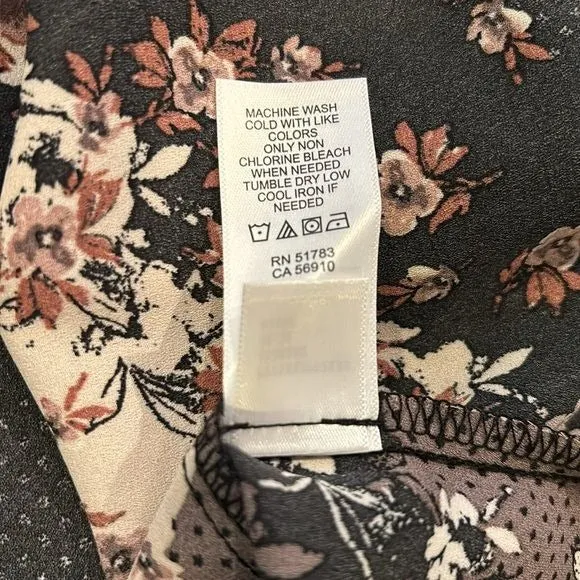 MACHINE WASH
COLD WITH LIKE
COLORS
ONLY NON
CHLORINE BLEACH
WHEN NEEDED
TUMBLE DRY LOW
COOL IRON IF
NEEDED
RN 51783
CA 56910